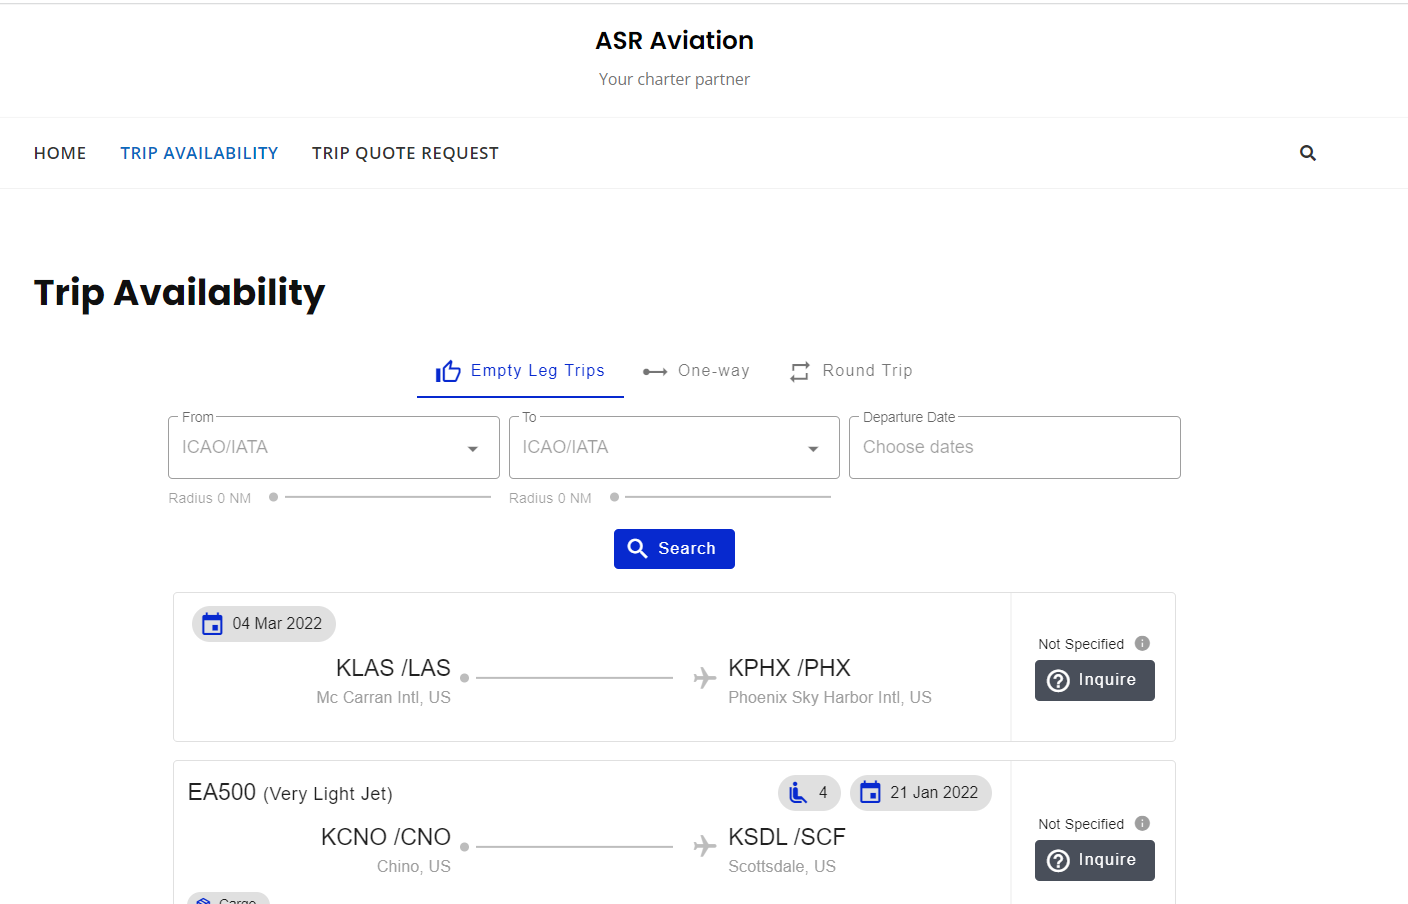 ASR Aviation
Your charter partner
HOME TRIP AVAILABILITY TRIP QUOTE REQUEST
Trip Availability
Empty Leg Trips One-way Round Trip
From To Departure Date
ICAO/IATA ICAO/IATA Choose dates
Radius 0 NM Radius 0 NM
Search
04 Mar 2022
KLAS /LAS KPHX /PHX
Mc Carran Intl, US Phoenix Sky Harbor Intl, US
Not Specified
Inquire
EA500 (Very Light Jet) 4 21 Jan 2022
KCNO /CNO KSDL /SCF
Chino, US Scottsdale, US
Not Specified
Inquire
Cargo